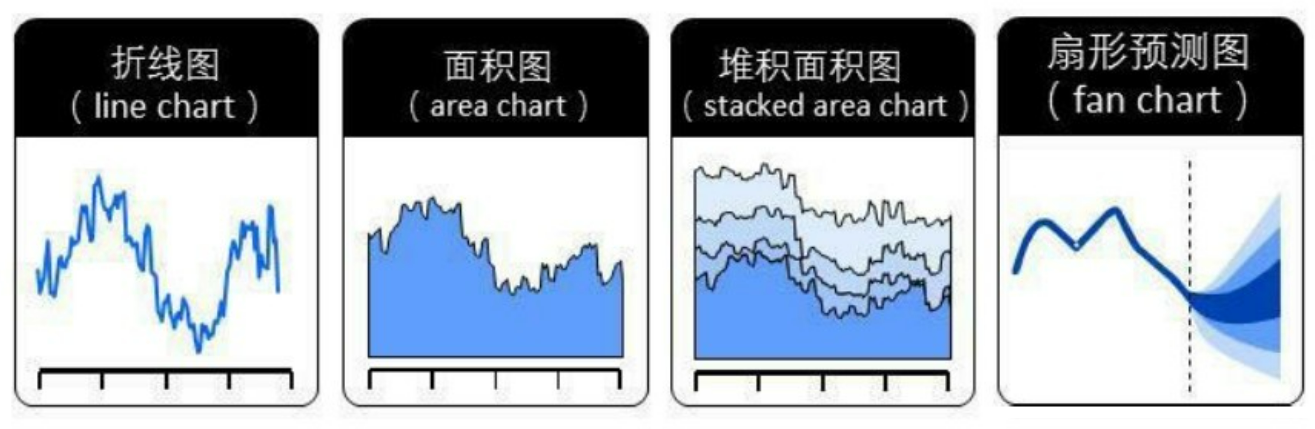 折线图
（line chart）
面积图
（area chart）
堆积面积图
（stacked area chart）
扇形预测图
（fan chart）